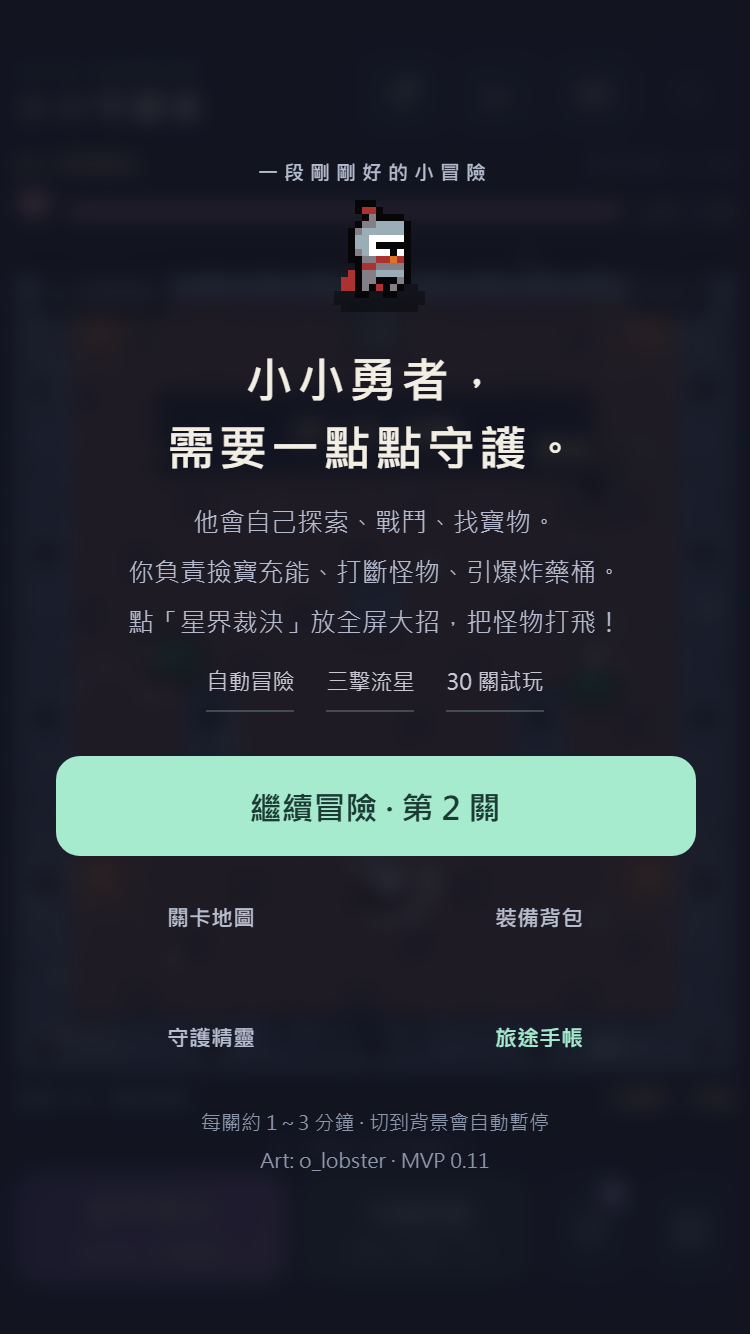 一段剛剛好的小冒險
小小勇者，
需要一點點守護。
他會自己探索、戰鬥、找寶物。
你負責撿寶充能、打斷怪物、引爆炸藥桶。
點「星界裁決」放全屏大招，把怪物打飛！
自動冒險 三擊流星 30 關試玩
繼續冒險 · 第 2 關
關卡地圖 裝備背包
守護精靈 旅途手帳
每關約 1~3 分鐘 · 切到背景會自動暫停
Art: o_lobster · MVP 0.11